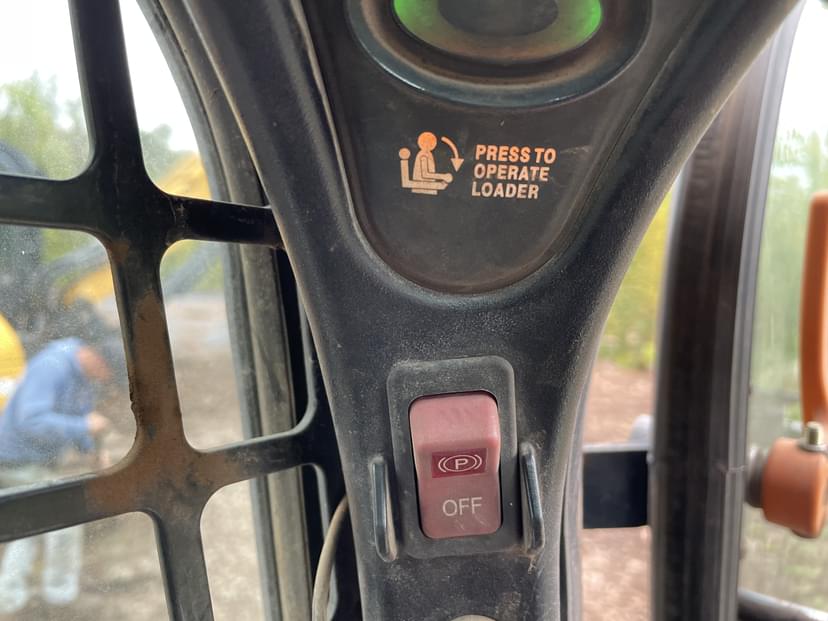 PRESS TO
OPERATE
LOADER
P
OFF